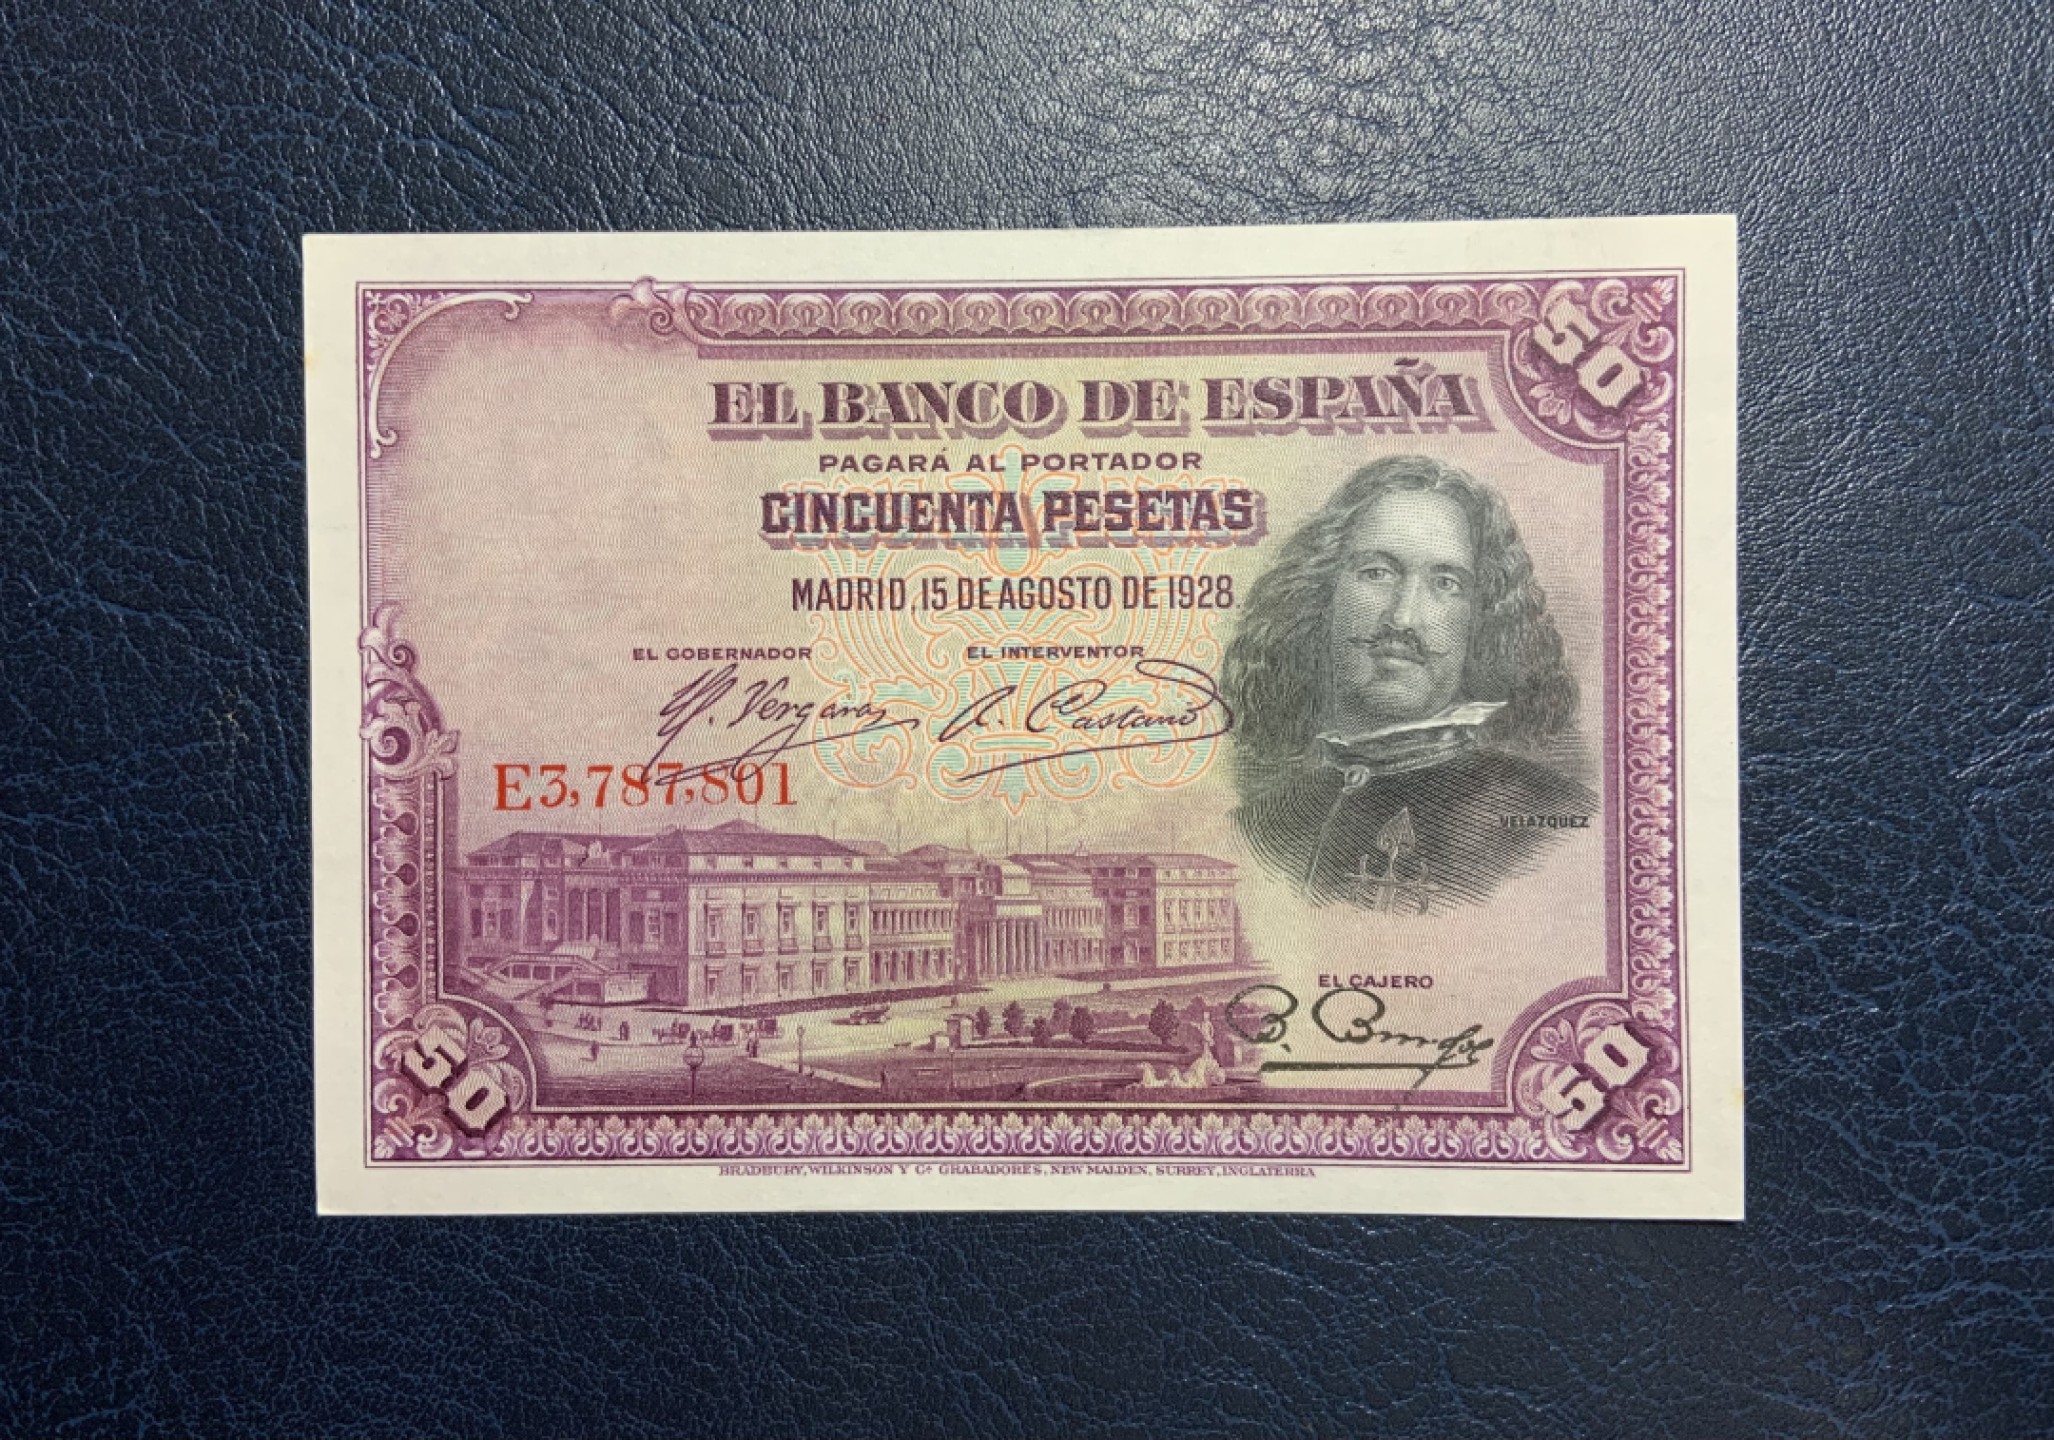 50
EL BANCO DE ESPAÑA
PAGARÁ AL PORTADOR
CINCUENTA PESETAS
MADRID, 15 DE AGOSTO DE 1928.
EL GOBERNADOR
EL INTERVENTOR
E3,787,801
VELAZQUEZ
EL CAJERO
50
50
BRADBURY, WILKINSON Y Cª GRABADORES, NEW MALDEN, SURREY, INGLATERRA